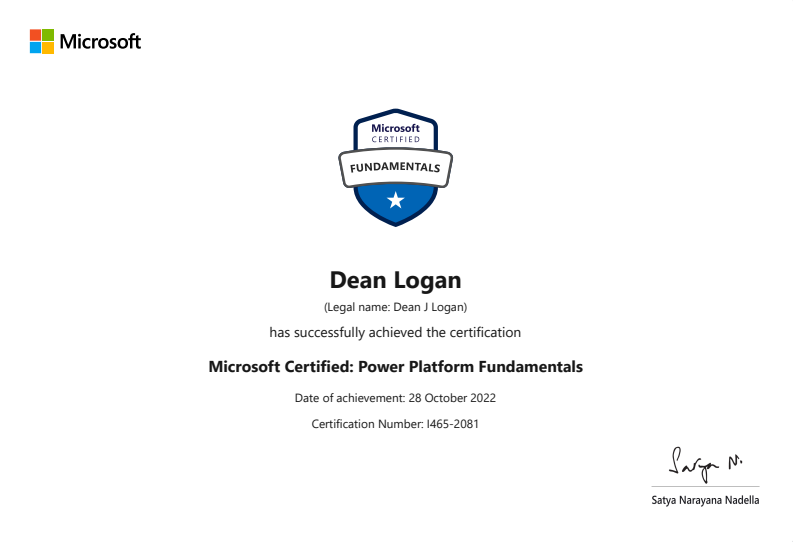 Microsoft
Microsoft
CERTIFIED
FUNDAMENTALS
Dean Logan
(Legal name: Dean J Logan)
has successfully achieved the certification
Microsoft Certified: Power Platform Fundamentals
Date of achievement: 28 October 2022
Certification Number: I465-2081
Satya N.
Satya Narayana Nadella